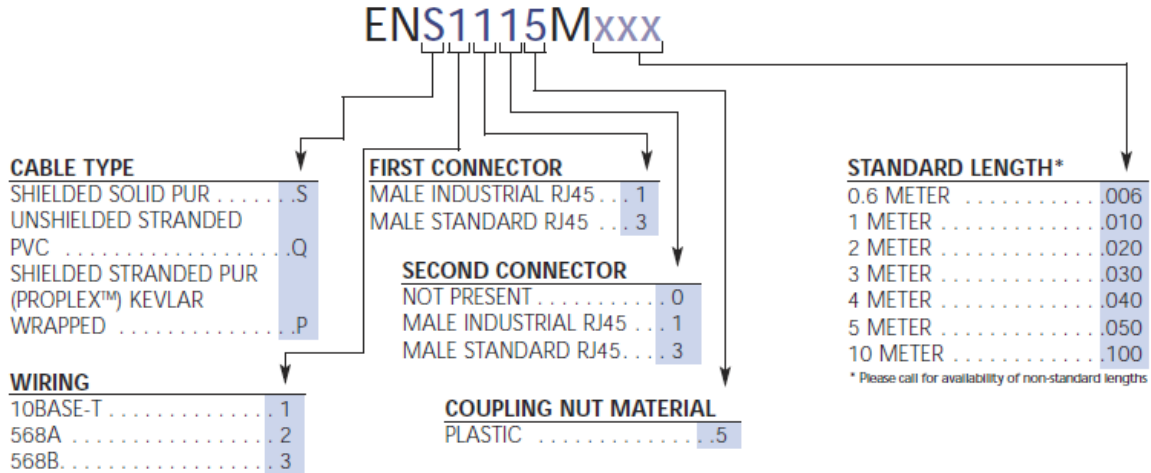 ENS1115Mxxx
CABLE TYPE
SHIELDED SOLID PUR . . . . . . .S
UNSHIELDED STRANDED
PVC . . . . . . . . . . . . . . . . . . .Q
SHIELDED STRANDED PUR
(PROPLEX™) KEVLAR
WRAPPED . . . . . . . . . . . . . . .P
WIRING
10BASE-T . . . . . . . . . . . . . . 1
568A . . . . . . . . . . . . . . . . . . 2
568B. . . . . . . . . . . . . . . . . . . 3
FIRST CONNECTOR
MALE INDUSTRIAL RJ45 . . . 1
MALE STANDARD RJ45 . . . 3
SECOND CONNECTOR
NOT PRESENT . . . . . . . . . . . 0
MALE INDUSTRIAL RJ45 . . . 1
MALE STANDARD RJ45. . . . 3
COUPLING NUT MATERIAL
PLASTIC . . . . . . . . . . . . . . .5
STANDARD LENGTH*
0.6 METER . . . . . . . . . . . . .006
1 METER . . . . . . . . . . . . . . .010
2 METER . . . . . . . . . . . . . . .020
3 METER . . . . . . . . . . . . . . .030
4 METER . . . . . . . . . . . . . . .040
5 METER . . . . . . . . . . . . . . .050
10 METER . . . . . . . . . . . . . .100
* Please call for availability of non-standard lengths